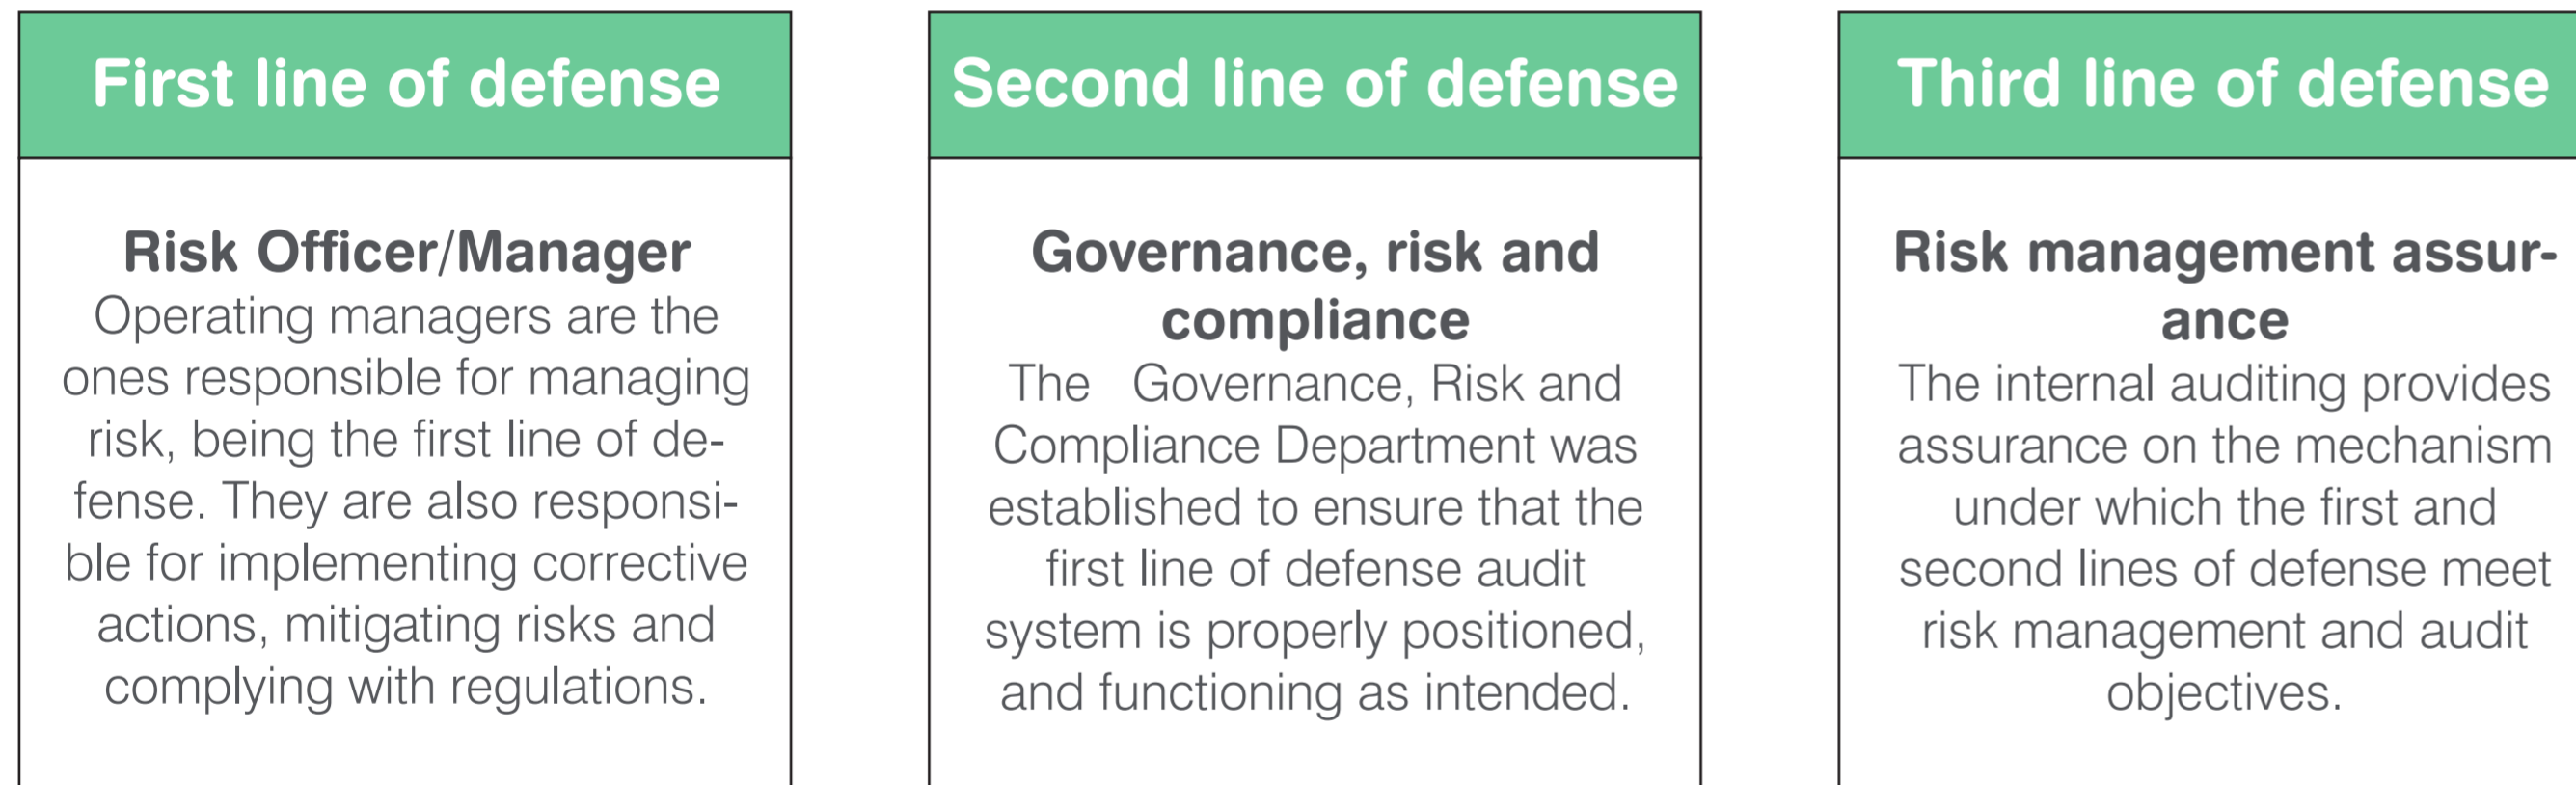 First line of defense
Risk Officer/Manager
Operating managers are the
ones responsible for managing
risk, being the first line of de-
fense. They are also responsi-
ble for implementing corrective
actions, mitigating risks and
complying with regulations.
Second line of defense
Governance, risk and
compliance
The Governance, Risk and
Compliance Department was
established to ensure that the
first line of defense audit
system is properly positioned,
and functioning as intended.
Third line of defense
Risk management assur-
ance
The internal auditing provides
assurance on the mechanism
under which the first and
second lines of defense meet
risk management and audit
objectives.